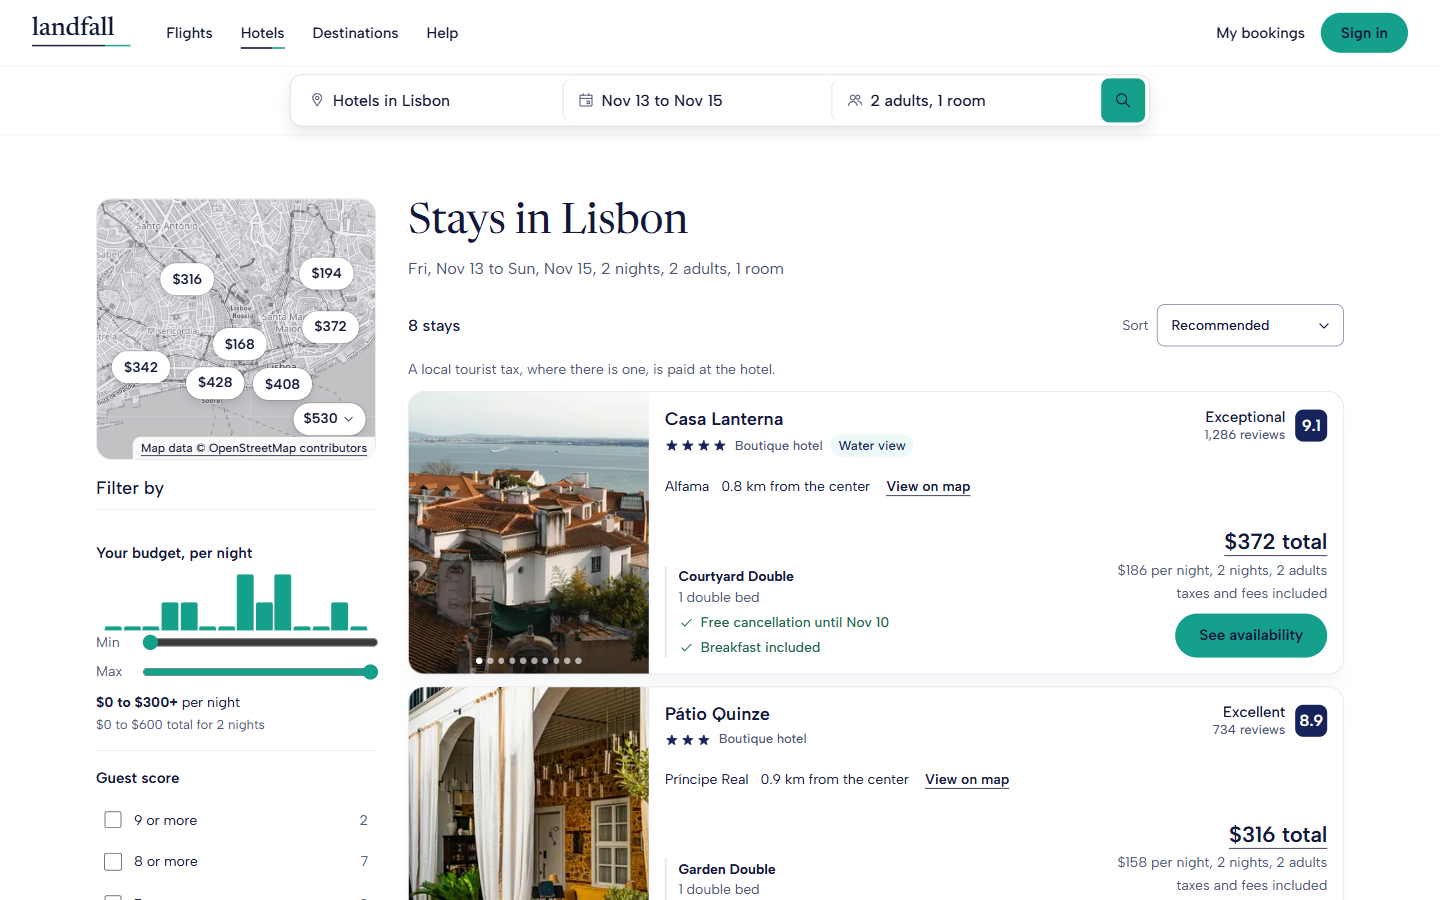 landfall
Flights
Hotels
Destinations
Help
My bookings
Sign in
Hotels in Lisbon
Nov 13 to Nov 15
2 adults, 1 room
Santo Antonio
$316
$194
Lisboa
Rossio
$372
Misericordia
$168
$342
$428
$408
$530
Map data © OpenStreetMap contributors
Filter by
Your budget, per night
Min
Max
$0 to $300+ per night
$0 to $600 total for 2 nights
Guest score
9 or more 2
8 or more 7
Stays in Lisbon
Fri, Nov 13 to Sun, Nov 15, 2 nights, 2 adults, 1 room
8 stays
Sort
Recommended
A local tourist tax, where there is one, is paid at the hotel.
Casa Lanterna
Boutique hotel
Water view
Exceptional
1,286 reviews
9.1
Alfama 0.8 km from the center View on map
Courtyard Double
1 double bed
Free cancellation until Nov 10
Breakfast included
$372 total
$186 per night, 2 nights, 2 adults
taxes and fees included
See availability
Pátio Quinze
Boutique hotel
Excellent
734 reviews
8.9
Príncipe Real 0.9 km from the center View on map
Garden Double
1 double bed
$316 total
$158 per night, 2 nights, 2 adults
taxes and fees included